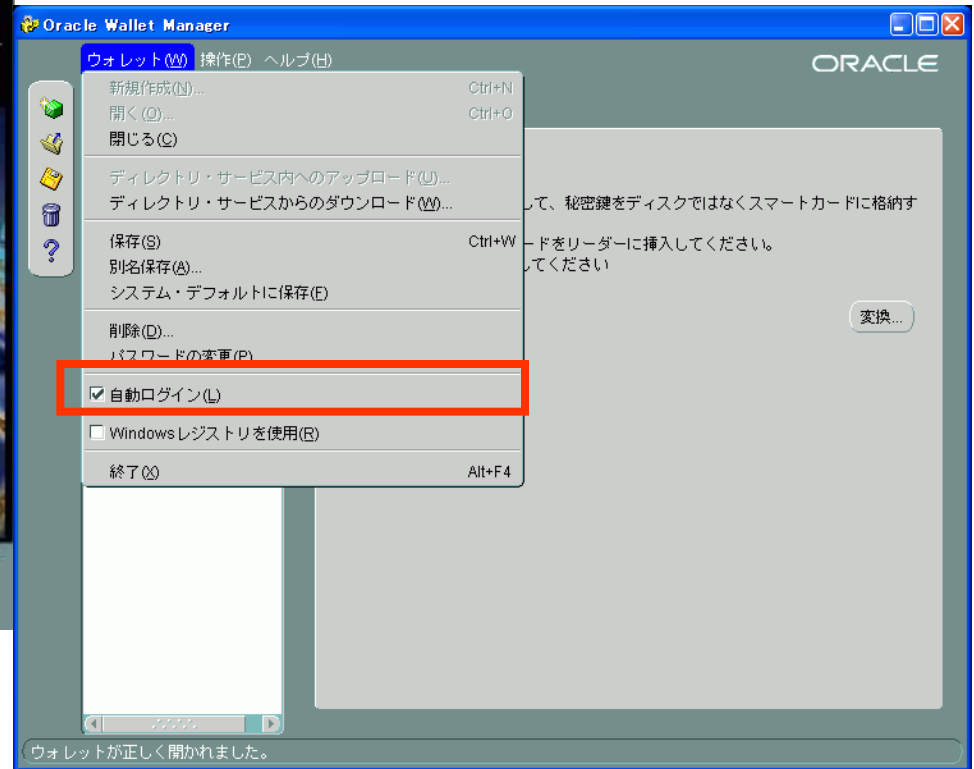 Oracle Wallet Manager
ウォレット(W) 操作(P) ヘルプ(H)
ORACLE
新規作成(N)... Ctrl+N
開く(O)... Ctrl+O
閉じる(C)
ディレクトリ・サービス内へのアップロード(U)...
ディレクトリ・サービスからのダウンロード(W)...
して、秘密鍵をディスクではなくスマートカードに格納す
保存(S) Ctrl+W
ードをリーダーに挿入してください。
別名保存(A)...
してください
システム・デフォルトに保存(F)
変換...
削除(D)...
パスワードの変更(P)
自動ログイン(L)
Windowsレジストリを使用(R)
終了(X) Alt+F4
ウォレットが正しく開かれました。